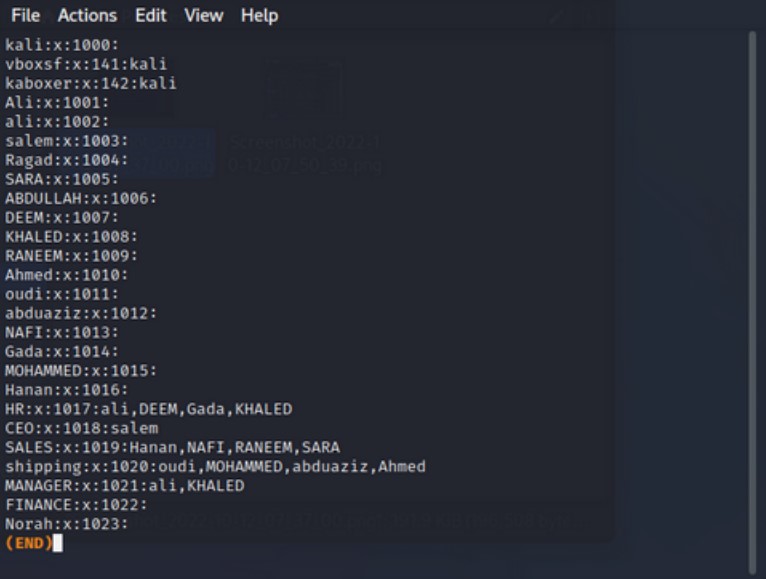 File Actions Edit View Help
kali:x:1000:
vboxsf:x:141:kali
kaboxer:x:142:kali
Ali:x:1001:
ali:x:1002:
salem:x:1003:
Ragad:x:1004:
SARA:x:1005:
ABDULLAH:x:1006:
DEEM:x:1007:
KHALED:x:1008:
RANEEM:x:1009:
Ahmed:x:1010:
oudi:x:1011:
abduaziz:x:1012:
NAFI:x:1013:
Gada:x:1014:
MOHAMMED:x:1015:
Hanan:x:1016:
HR:x:1017:ali,DEEM,Gada,KHALED
CEO:x:1018:salem
SALES:x:1019:Hanan,NAFI,RANEEM,SARA
shipping:x:1020:oudi,MOHAMMED,abduaziz,Ahmed
MANAGER:x:1021:ali,KHALED
FINANCE:x:1022:
Norah:x:1023:
(END)